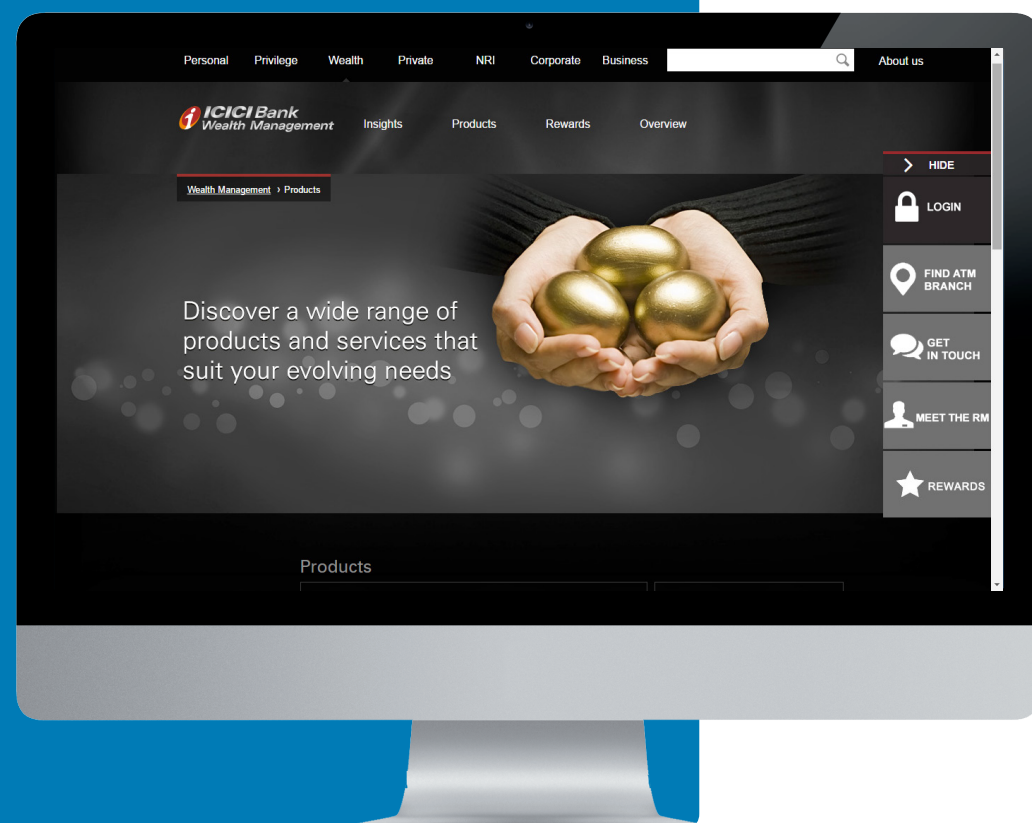 Personal Privilege Wealth Private NRI Corporate Business About us
ICICI Bank
Wealth Management
Insights Products Rewards Overview
HIDE
Wealth Management › Products
LOGIN
FIND ATM
BRANCH
Discover a wide range of
products and services that
suit your evolving needs
GET
IN TOUCH
MEET THE RM
REWARDS
Products